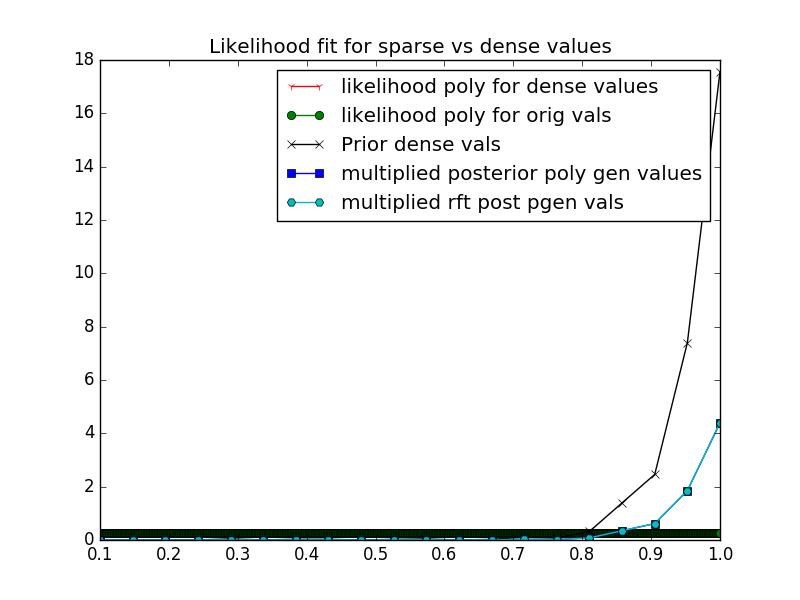 Likelihood fit for sparse vs dense values
likelihood poly for dense values
likelihood poly for orig vals
Prior dense vals
multiplied posterior poly gen values
multiplied rft post pgen vals
18
16
14
12
10
8
6
4
2
0
0.1 0.2 0.3 0.4 0.5 0.6 0.7 0.8 0.9 1.0